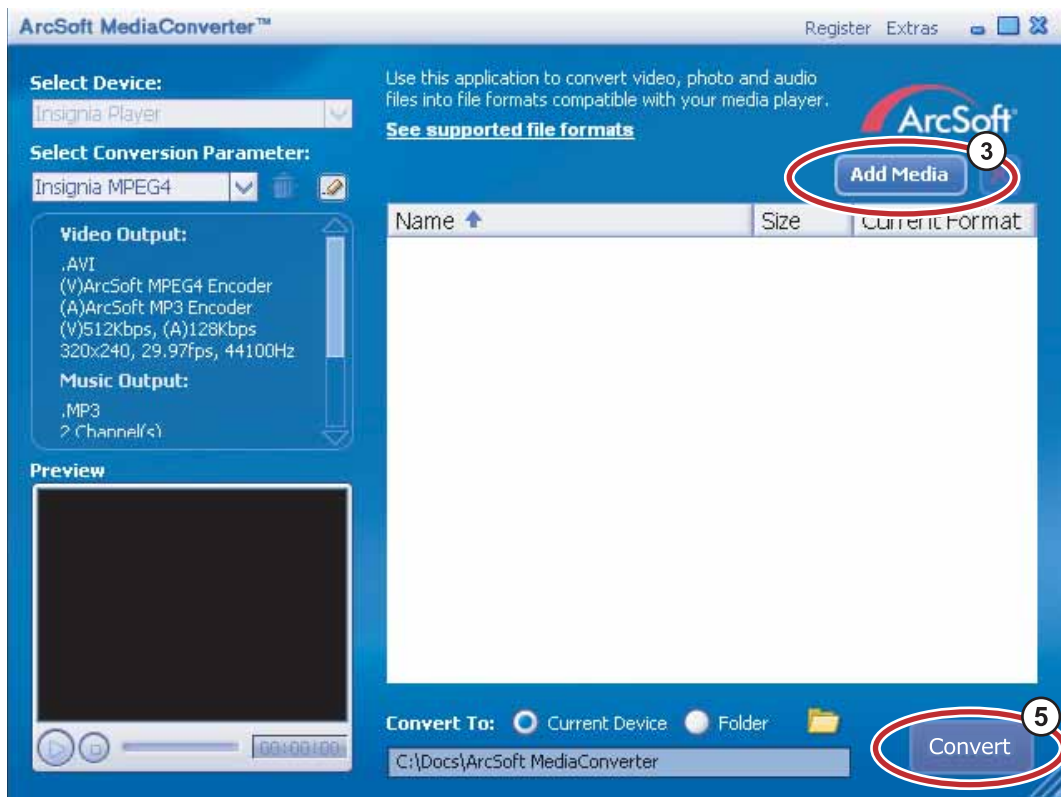 ArcSoft MediaConverter™
Register Extras
Select Device:
Insignia Player
Select Conversion Parameter:
Insignia MPEG4
Video Output:
.AVI
(V)ArcSoft MPEG4 Encoder
(A)ArcSoft MP3 Encoder
(V)512Kbps, (A)128Kbps
320x240, 29.97fps, 44100Hz
Music Output:
.MP3
2 Channel(s)
Preview
00:00:00
Use this application to convert video, photo and audio
files into file formats compatible with your media player.
See supported file formats
ArcSoft
3
Add Media
Name Size Current Format
Convert To: Current Device Folder
C:\Docs\ArcSoft MediaConverter
5
Convert